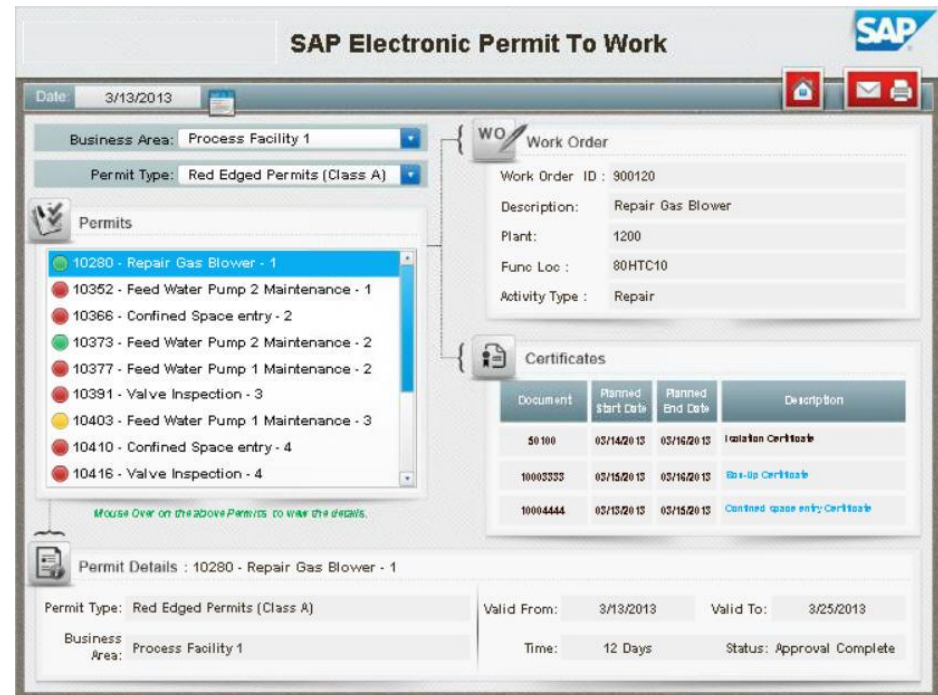 SAP Electronic Permit To Work
SAP
Date: 3/13/2013
Business Area: Process Facility 1
Permit Type: Red Edged Permits (Class A)
Permits
10280 - Repair Gas Blower - 1
10352 - Feed Water Pump 2 Maintenance - 1
10366 - Confined Space entry - 2
10373 - Feed Water Pump 2 Maintenance - 2
10377 - Feed Water Pump 1 Maintenance - 2
10391 - Valve Inspection - 3
10403 - Feed Water Pump 1 Maintenance - 3
10410 - Confined Space entry - 4
10416 - Valve Inspection - 4
Mouse Over on the above Permits to view the details.
WO Work Order
Work Order ID : 900120
Description: Repair Gas Blower
Plant: 1200
Func Loc : 80HTC10
Activity Type : Repair
Certificates
Document Planned Start Date Planned End Date Description
50100 03/14/2013 03/16/2013 Isolation Certificate
10003333 03/15/2013 03/16/2013 Box-Up Certificate
10004444 03/13/2013 03/15/2013 Confined space entry Certificate
Permit Details : 10280 - Repair Gas Blower - 1
Permit Type: Red Edged Permits (Class A)
Business Area: Process Facility 1
Valid From: 3/13/2013 Valid To: 3/25/2013
Time: 12 Days Status: Approval Complete